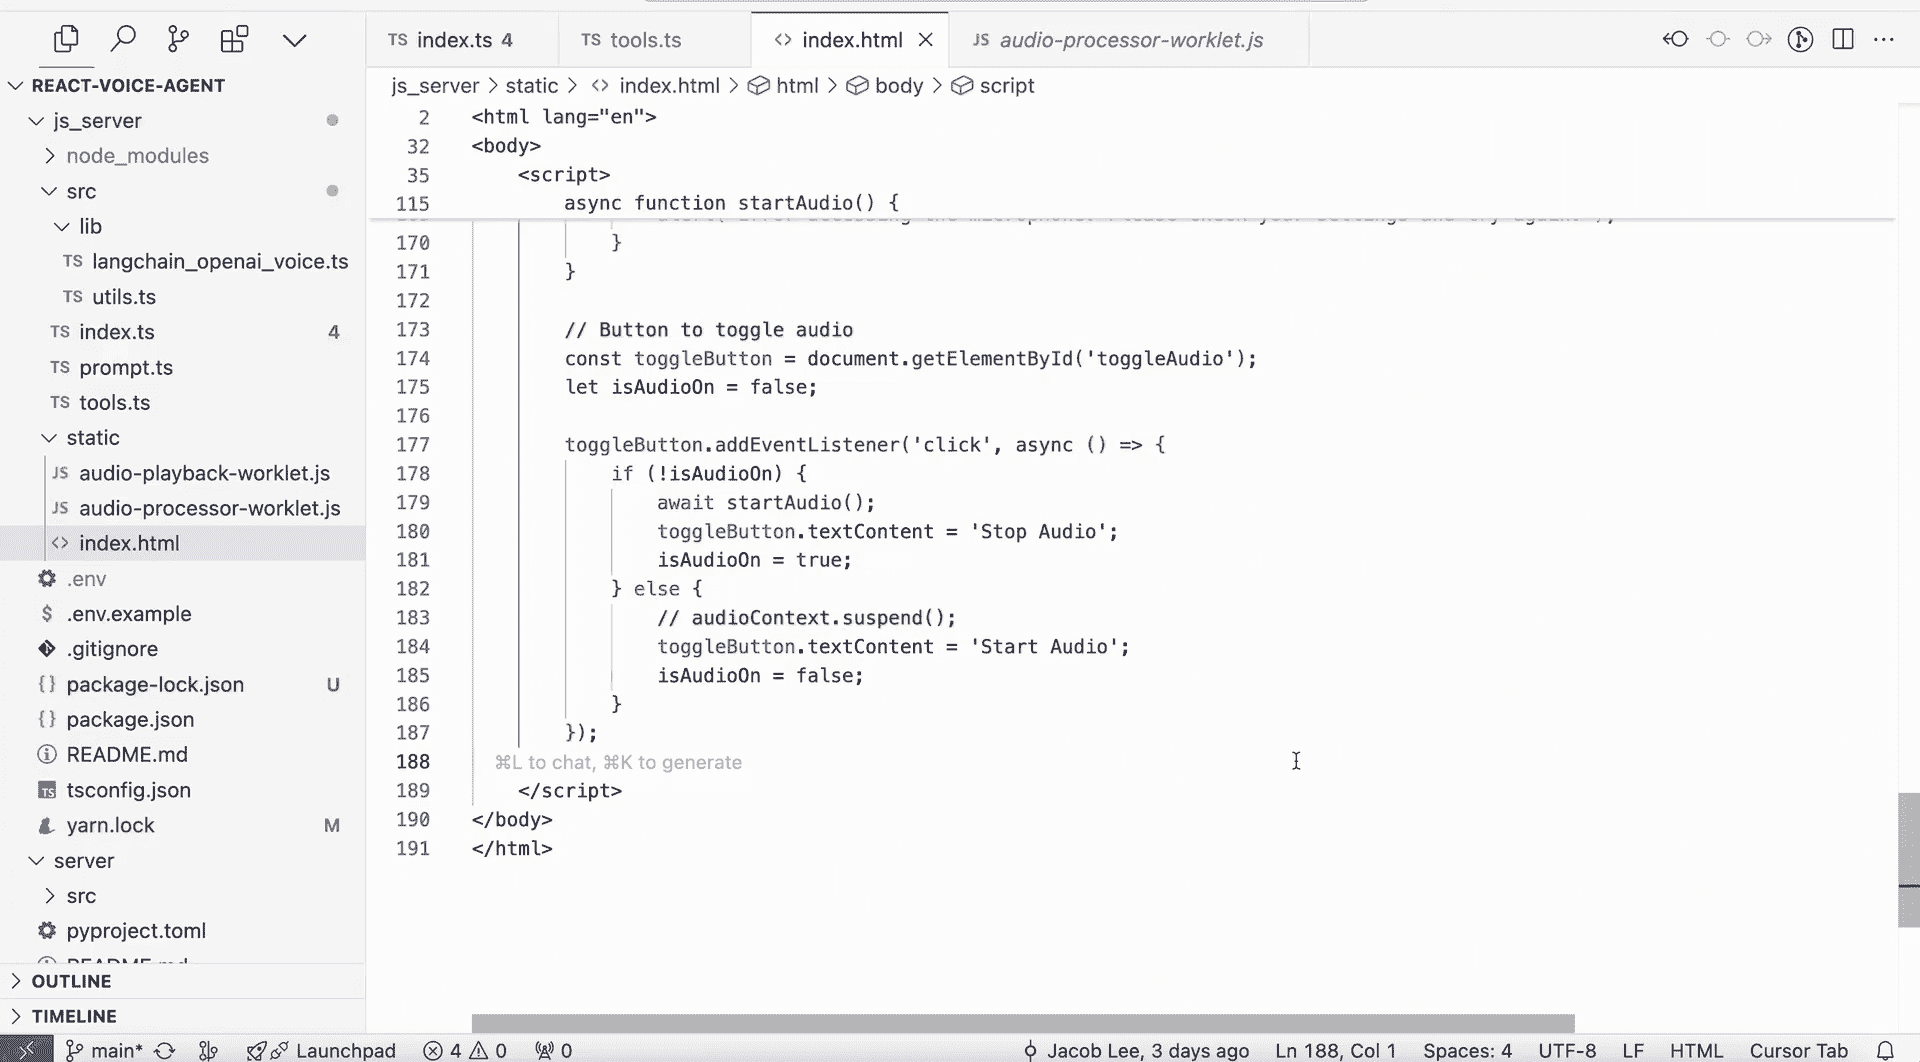 REACT-VOICE-AGENT
js_server
node_modules
src
lib
TS langchain_openai_voice.ts
TS utils.ts
TS index.ts 4
TS prompt.ts
TS tools.ts
static
JS audio-playback-worklet.js
JS audio-processor-worklet.js
<> index.html
.env
$ .env.example
.gitignore
{} package-lock.json U
{} package.json
README.md
TS tsconfig.json
yarn.lock M
server
src
pyproject.toml
README.md
OUTLINE
TIMELINE
TS index.ts 4
TS tools.ts
<> index.html
JS audio-processor-worklet.js
js_server > static > <> index.html > html > body > script
2 <html lang="en">
32 <body>
35 <script>
115 async function startAudio() {
170 }
171 }
172
173 // Button to toggle audio
174 const toggleButton = document.getElementById('toggleAudio');
175 let isAudioOn = false;
176
177 toggleButton.addEventListener('click', async () => {
178 if (!isAudioOn) {
179 await startAudio();
180 toggleButton.textContent = 'Stop Audio';
181 isAudioOn = true;
182 } else {
183 // audioContext.suspend();
184 toggleButton.textContent = 'Start Audio';
185 isAudioOn = false;
186 }
187 });
188 ⌘L to chat, ⌘K to generate
189 </script>
190 </body>
191 </html>
main* Launchpad 4 0 0 Jacob Lee, 3 days ago Ln 188, Col 1 Spaces: 4 UTF-8 LF HTML Cursor Tab